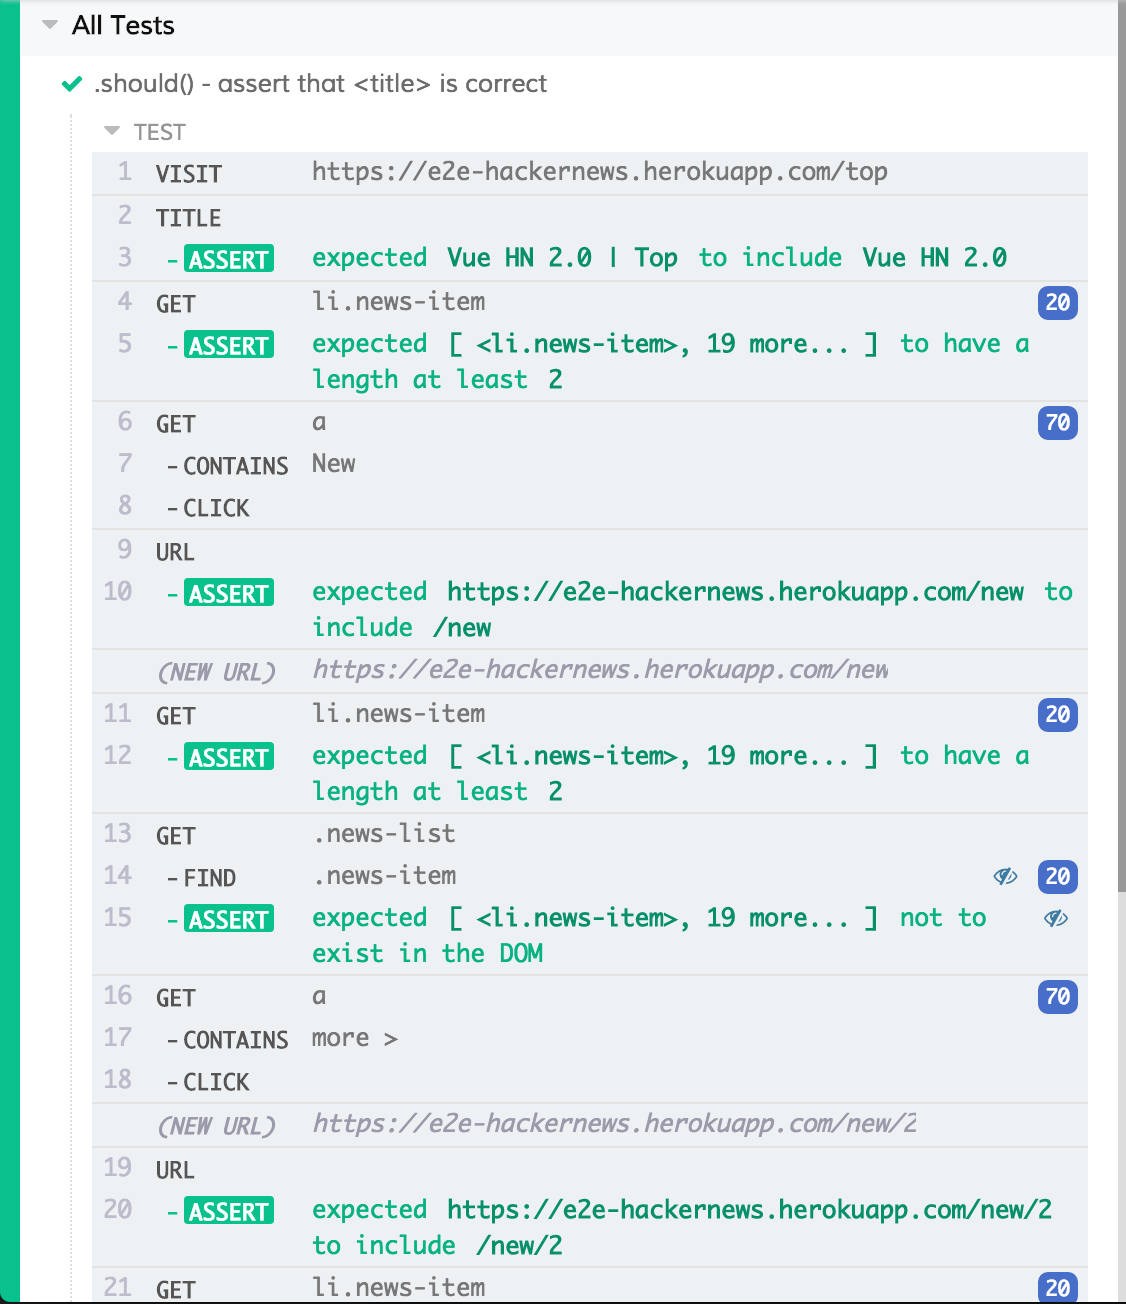 All Tests
.should() - assert that <title> is correct
TEST
1 VISIT https://e2e-hackernews.herokuapp.com/top
2 TITLE
3 -ASSERT expected Vue HN 2.0 | Top to include Vue HN 2.0
4 GET li.news-item 20
5 -ASSERT expected [ <li.news-item>, 19 more... ] to have a
length at least 2
6 GET a 70
7 -CONTAINS New
8 -CLICK
9 URL
10 -ASSERT expected https://e2e-hackernews.herokuapp.com/new to
include /new
(NEW URL) https://e2e-hackernews.herokuapp.com/new
11 GET li.news-item 20
12 -ASSERT expected [ <li.news-item>, 19 more... ] to have a
length at least 2
13 GET .news-list
14 -FIND .news-item 20
15 -ASSERT expected [ <li.news-item>, 19 more... ] not to
exist in the DOM
16 GET a 70
17 -CONTAINS more >
18 -CLICK
(NEW URL) https://e2e-hackernews.herokuapp.com/new/2
19 URL
20 -ASSERT expected https://e2e-hackernews.herokuapp.com/new/2
to include /new/2
21 GET li.news-item 20